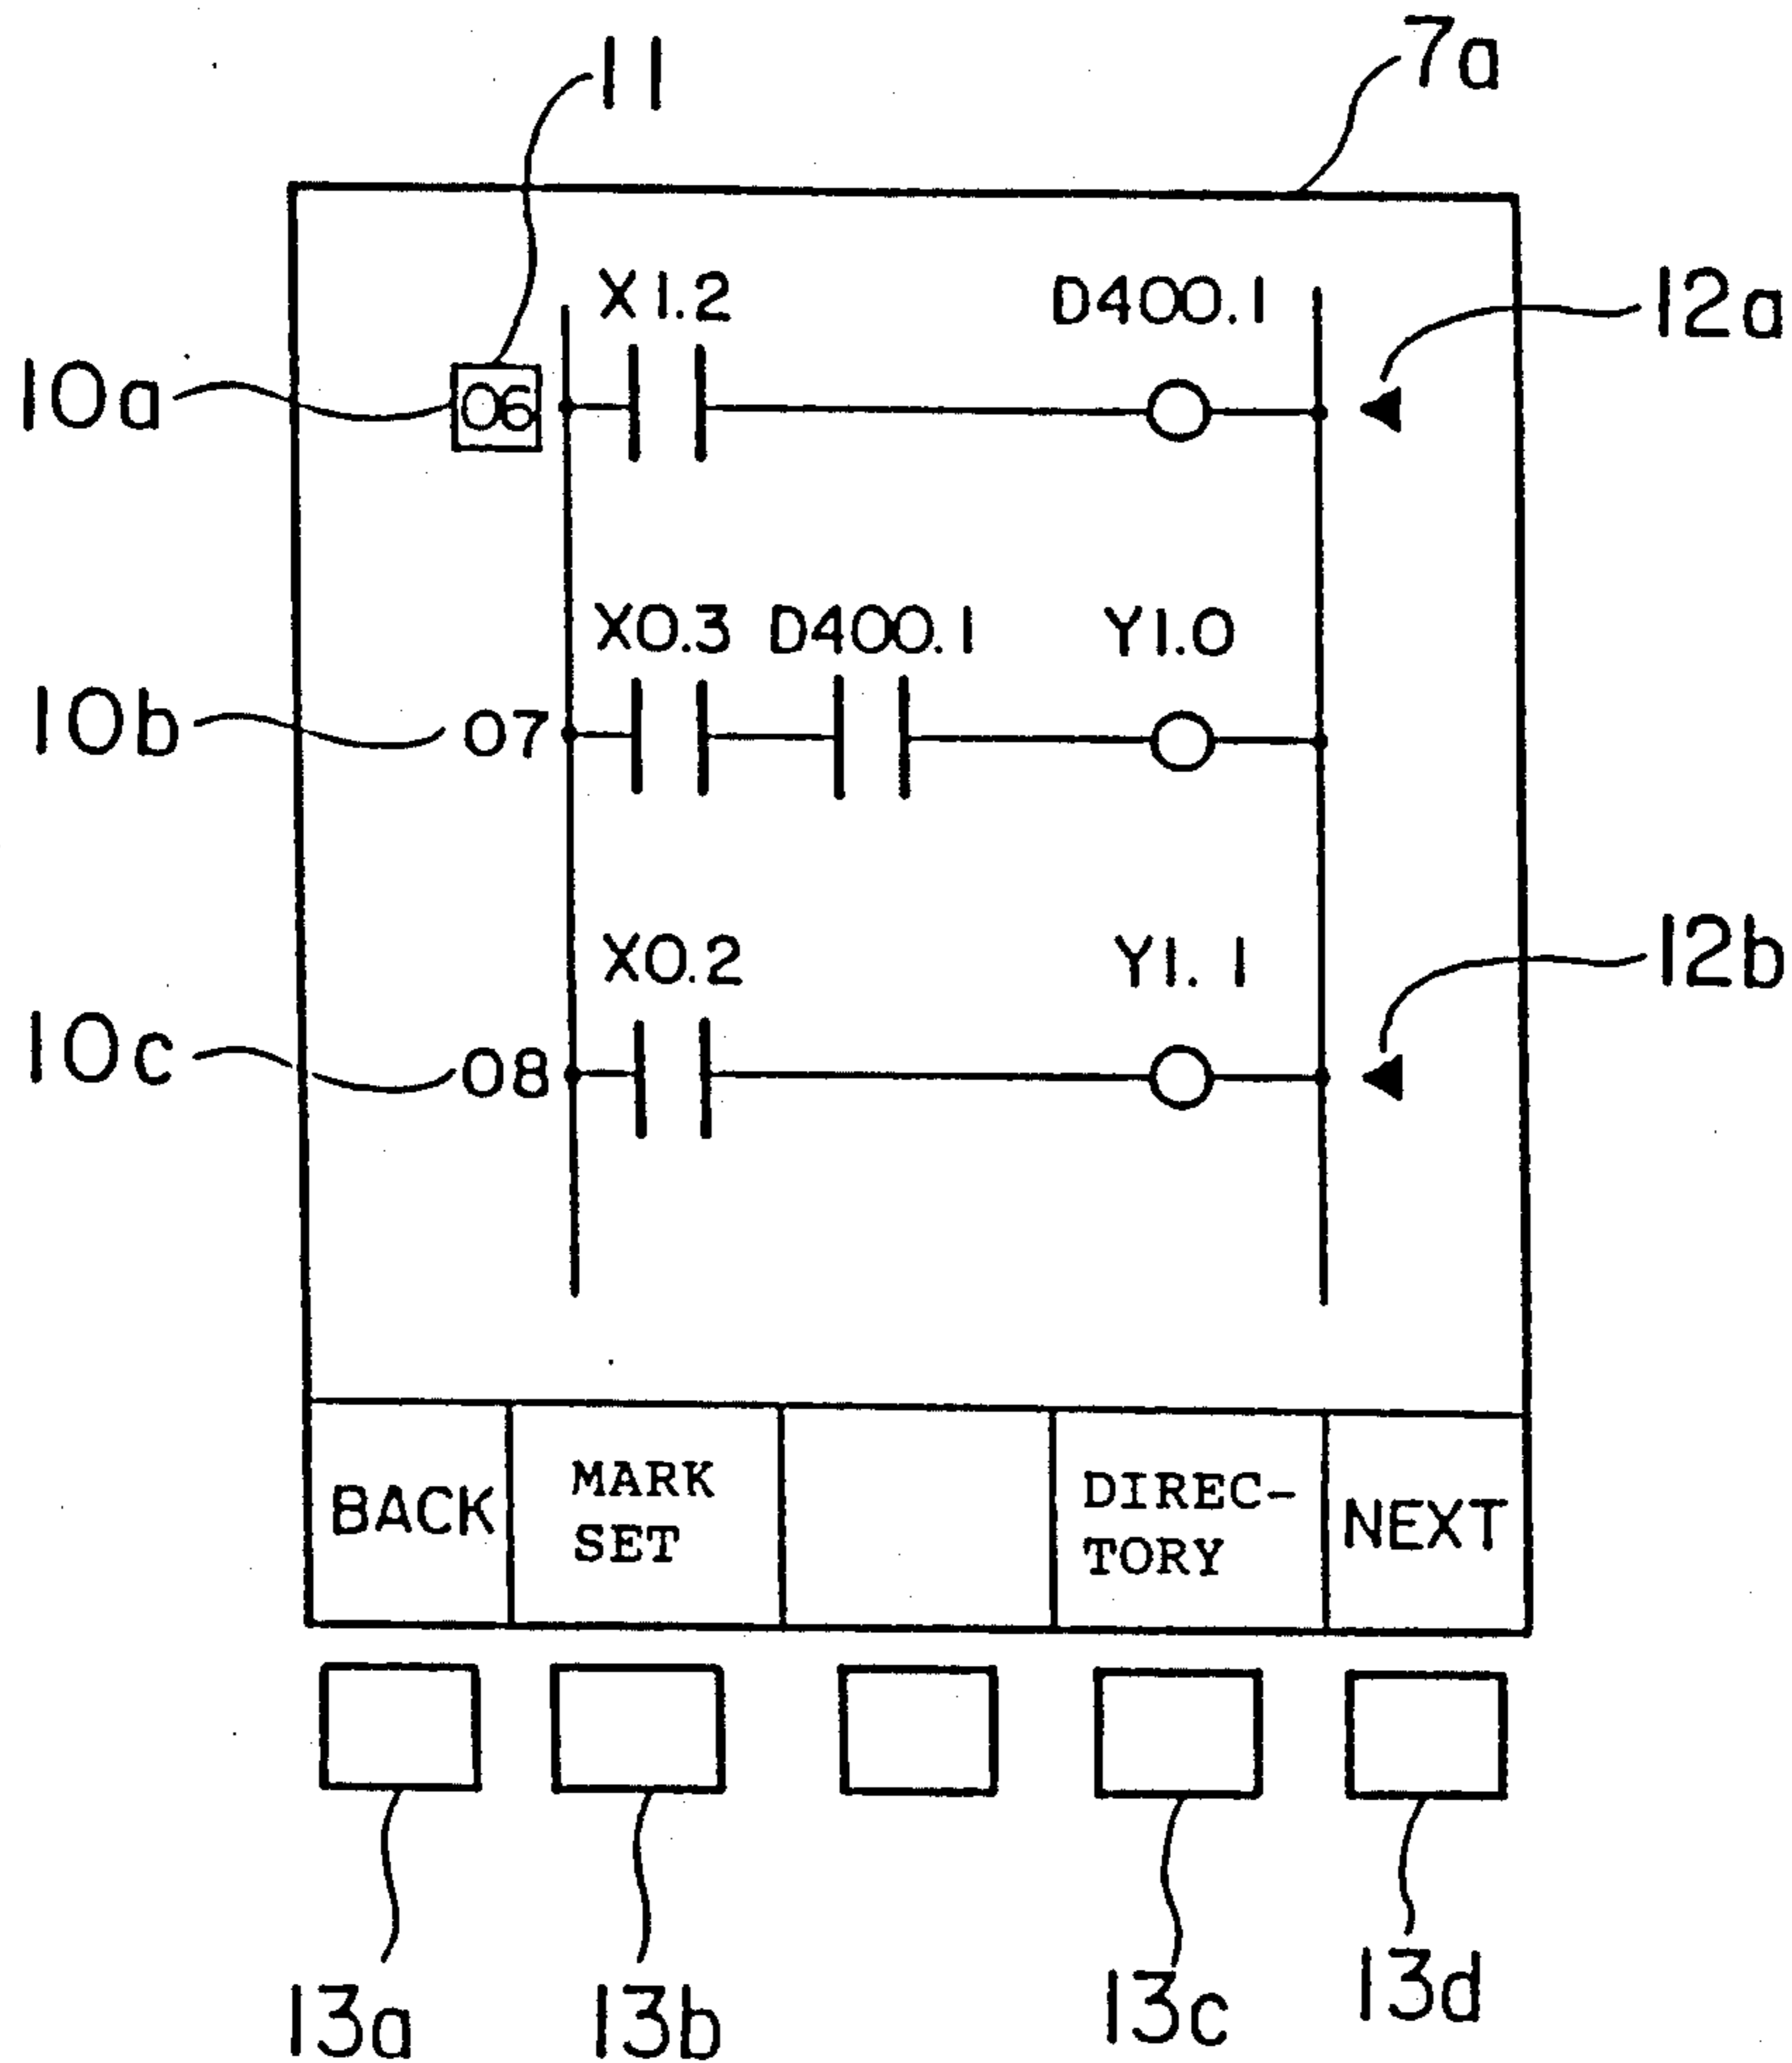 11 7a
X1.2 D400.1 12a
10a 06
X0.3 D400.1 Y1.0
10b 07
X0.2 Y1.1 12b
10c 08
BACK MARK SET DIREC-TORY NEXT
13a 13b 13c 13d